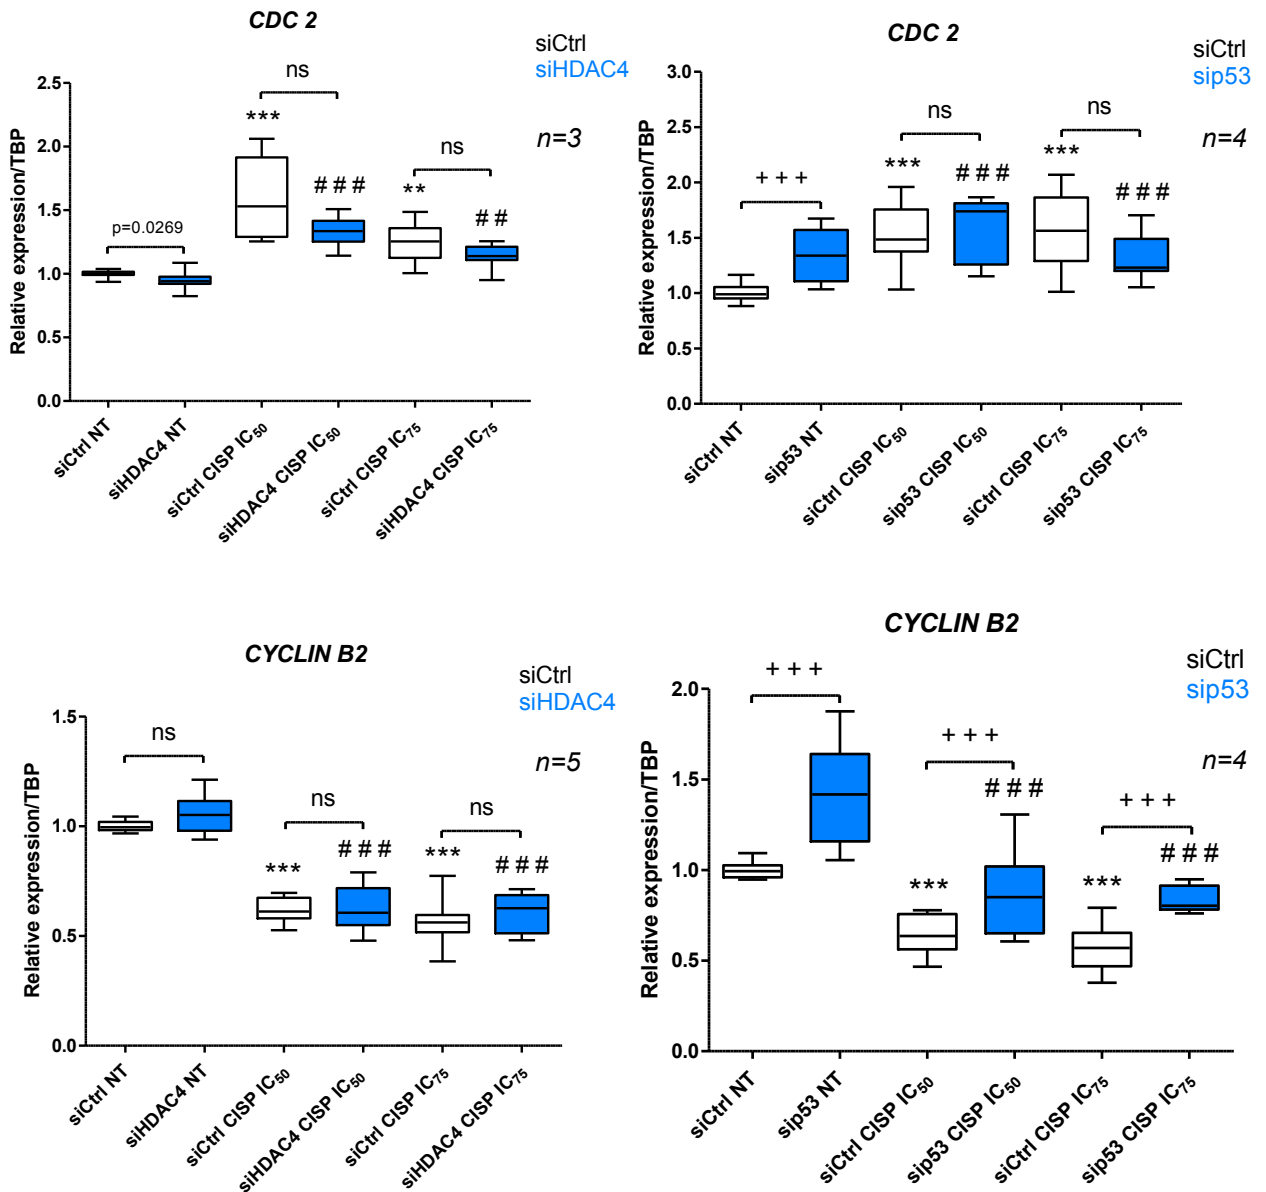 CDC 2
siCtrl
siHDAC4
n=3
Relative expression/TBP
2.5
2.0
1.5
1.0
0.5
0.0
p=0.0269
***
ns
# # #
**
ns
# #
siCtrl NT
siHDAC4 NT
siCtrl CISP IC50
siHDAC4 CISP IC50
siCtrl CISP IC75
siHDAC4 CISP IC75
CDC 2
siCtrl
sip53
n=4
Relative expression/TBP
3.0
2.5
2.0
1.5
1.0
0.5
0.0
+ + +
***
ns
# # #
***
ns
# # #
siCtrl NT
sip53 NT
siCtrl CISP IC50
sip53 CISP IC50
siCtrl CISP IC75
sip53 CISP IC75
CYCLIN B2
siCtrl
siHDAC4
n=5
Relative expression/TBP
1.5
1.0
0.5
0.0
ns
***
ns
# # #
***
ns
# # #
siCtrl NT
siHDAC4 NT
siCtrl CISP IC50
siHDAC4 CISP IC50
siCtrl CISP IC75
siHDAC4 CISP IC75
CYCLIN B2
siCtrl
sip53
n=4
Relative expression/TBP
2.0
1.5
1.0
0.5
0.0
+ + +
***
+ + +
# # #
***
+ + +
# # #
siCtrl NT
sip53 NT
siCtrl CISP IC50
sip53 CISP IC50
siCtrl CISP IC75
sip53 CISP IC75